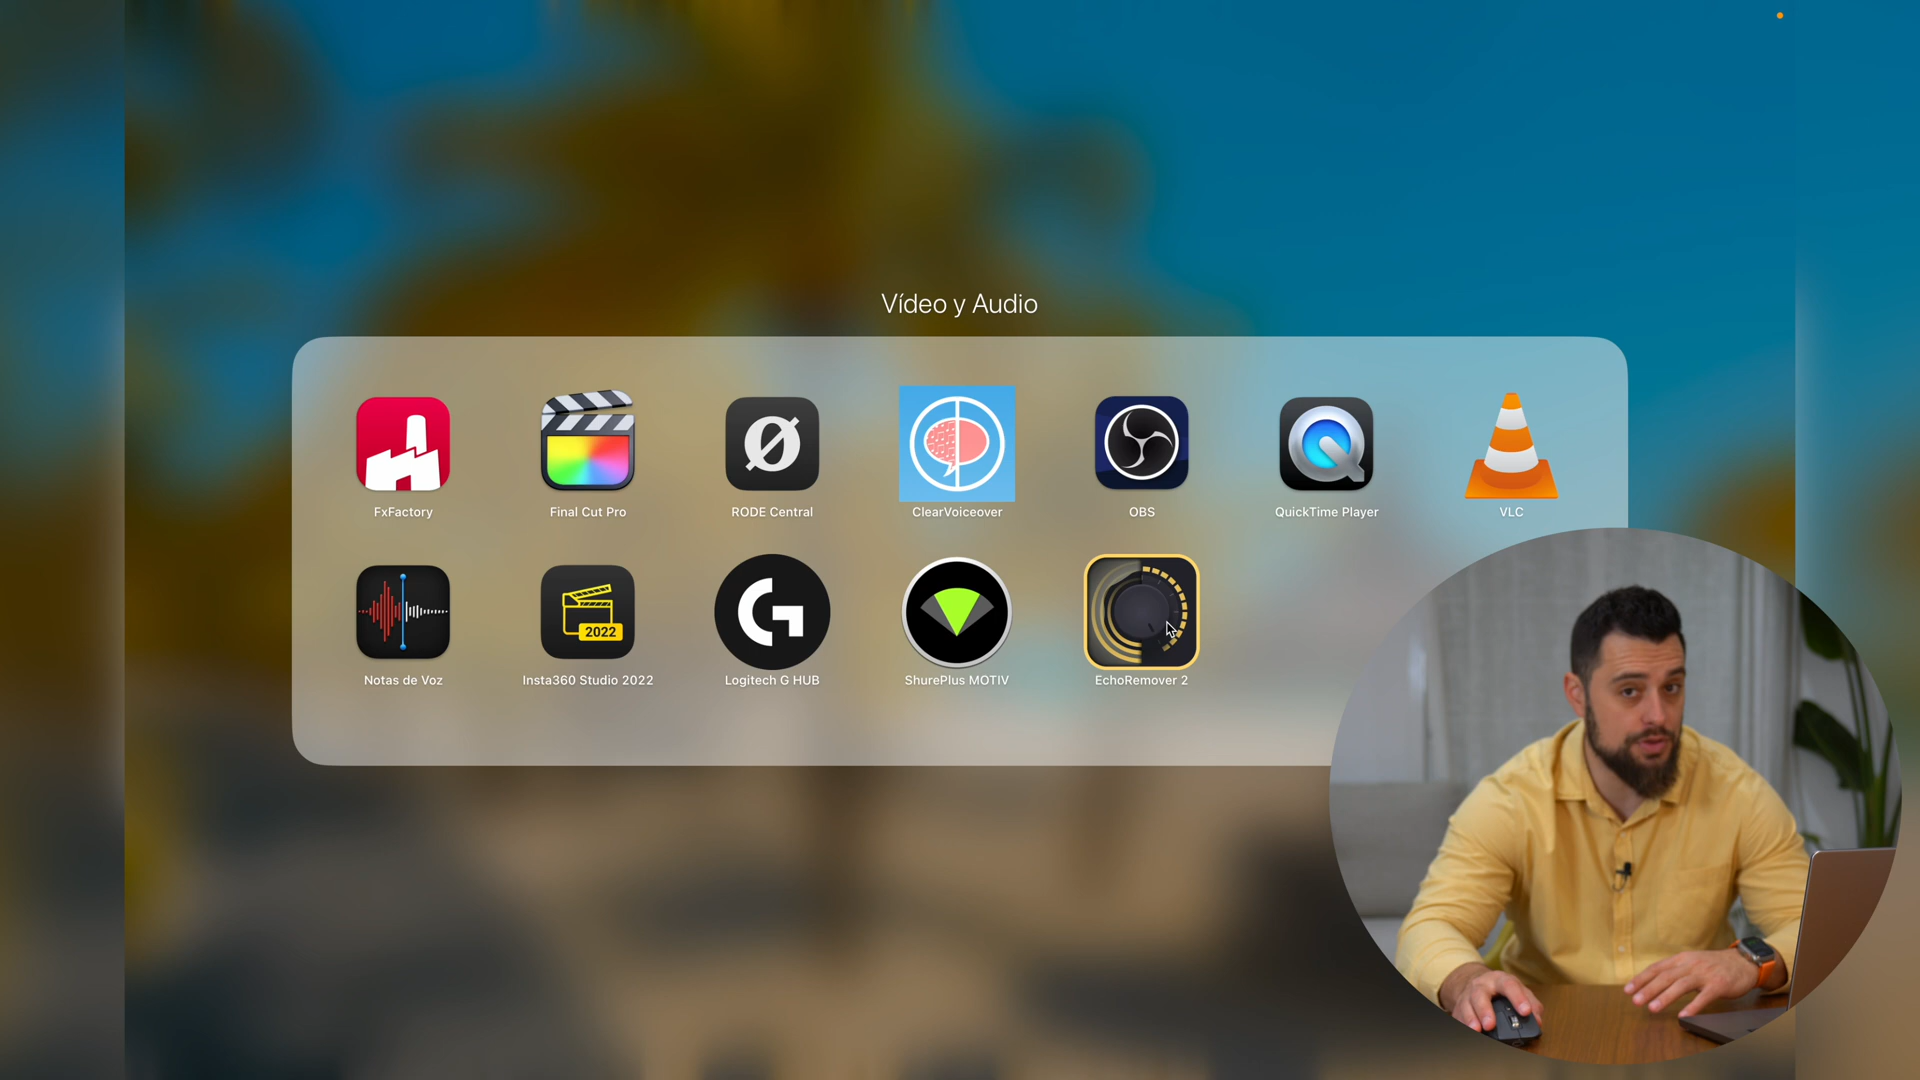 Vídeo y Audio
FxFactory
Final Cut Pro
RODE Central
ClearVoiceover
OBS
QuickTime Player
VLC
2022
Notas de Voz
Insta360 Studio 2022
Logitech G HUB
ShurePlus MOTIV
EchoRemover 2